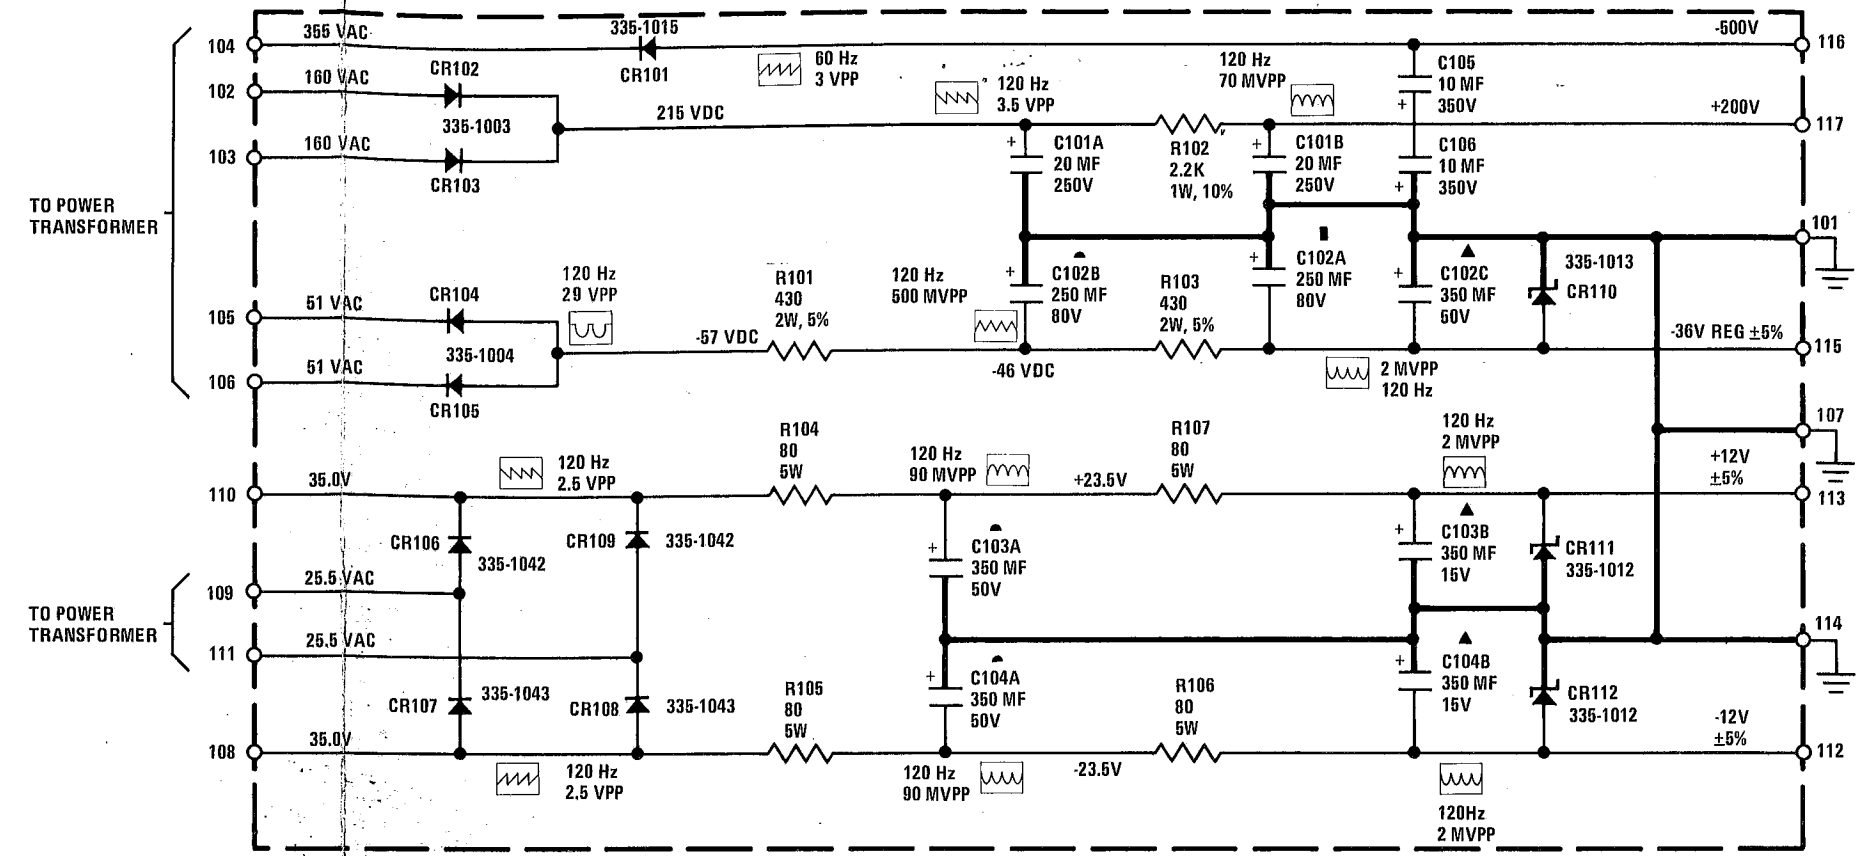 104
355 VAC
335-1015
CR101
60 Hz
3 VPP
-500V
116
102
160 VAC
CR102
335-1003
215 VDC
120 Hz
3.5 VPP
120 Hz
70 MVPP
C105
10 MF
350V
+
+200V
117
103
160 VAC
CR103
+
C101A
20 MF
250V
R102
2.2K
1W, 10%
+
C101B
20 MF
250V
C106
10 MF
350V
+
TO POWER
TRANSFORMER
101
105
51 VAC
CR104
335-1004
120 Hz
29 VPP
R101
430
2W, 5%
120 Hz
500 MVPP
+
C102B
250 MF
80V
R103
430
2W, 5%
+
C102A
250 MF
80V
+
C102C
350 MF
50V
335-1013
CR110
-57 VDC
-46 VDC
-36V REG ±5%
115
106
51 VAC
CR105
2 MVPP
120 Hz
107
110
35.0V
120 Hz
2.5 VPP
R104
80
5W
120 Hz
90 MVPP
+23.5V
R107
80
5W
120 Hz
2 MVPP
+12V
±5%
113
CR106
335-1042
CR109
335-1042
+
C103A
350 MF
50V
+
C103B
350 MF
15V
CR111
335-1012
TO POWER
TRANSFORMER
109
25.5 VAC
111
25.5 VAC
114
CR107
335-1043
CR108
335-1043
R105
80
5W
+
C104A
350 MF
50V
R106
80
5W
+
C104B
350 MF
15V
CR112
335-1012
-12V
±5%
108
35.0V
112
120 Hz
2.5 VPP
120 Hz
90 MVPP
-23.5V
120Hz
2 MVPP